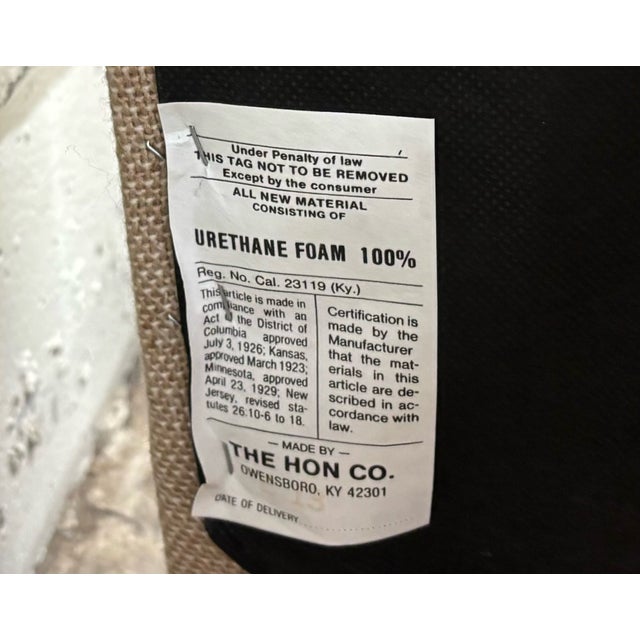 Under Penalty of law
THIS TAG NOT TO BE REMOVED
Except by the consumer
ALL NEW MATERIAL
CONSISTING OF
URETHANE FOAM 100%
Reg. No. Cal. 23119 (Ky.)
This article is made in
compliance with an
Act of the District of
Columbia approved
July 3, 1926; Kansas,
approved March 1923;
Minnesota, approved
April 23, 1929; New
Jersey, revised sta-
tutes 26:10-6 to 18.
Certification is
made by the
Manufacturer
that the mat-
erials in this
article are de-
scribed in ac-
cordance with
law.
— MADE BY —
THE HON CO.
OWENSBORO, KY 42301
DATE OF DELIVERY